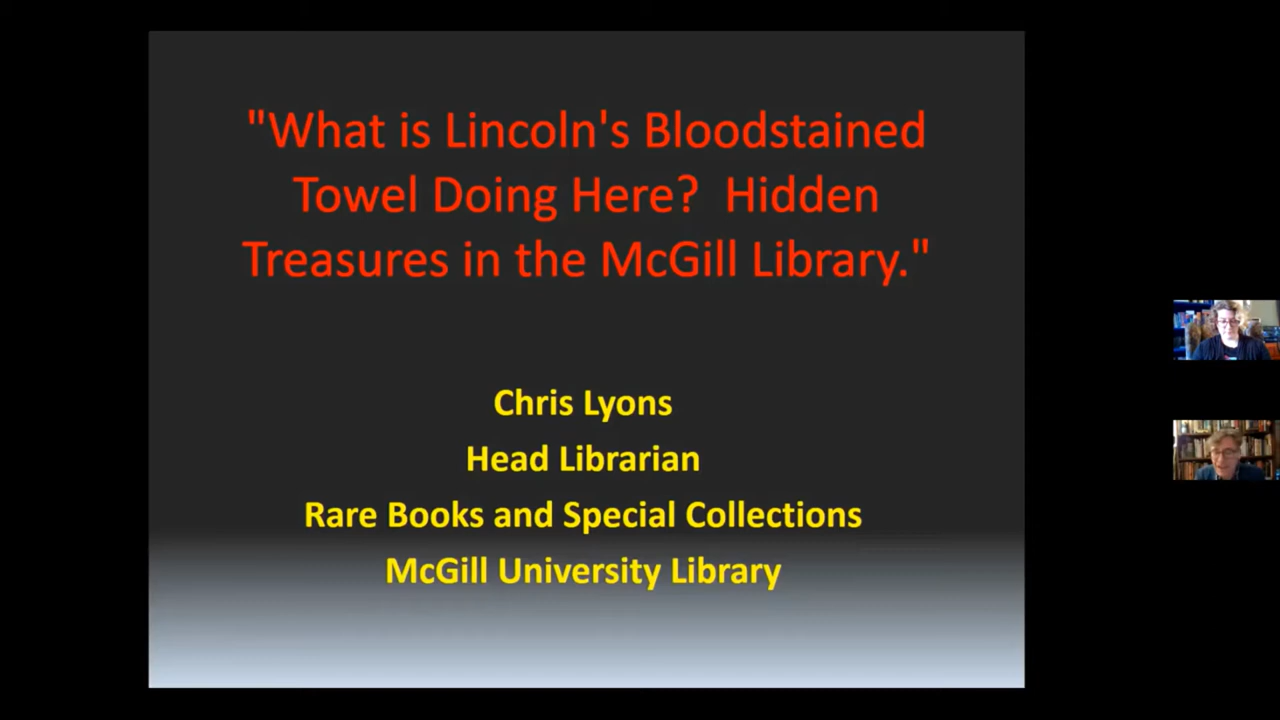 "What is Lincoln's Bloodstained
Towel Doing Here?  Hidden
Treasures in the McGill Library."
Chris Lyons
Head Librarian
Rare Books and Special Collections
McGill University Library